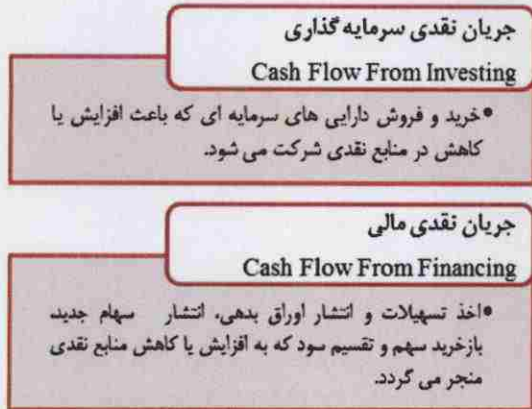 جریان نقدی سرمایه گذاری
Cash Flow From Investing
•خرید و فروش دارایی های سرمایه ای که باعث افزایش یا
کاهش در منابع نقدی شرکت می شود.
جریان نقدی مالی
Cash Flow From Financing
•اخذ تسهیلات و انتشار اوراق بدهی، انتشار سهام جدید،
بازخرید سهم و تقسیم سود که به افزایش یا کاهش منابع نقدی
منجر می گردد.